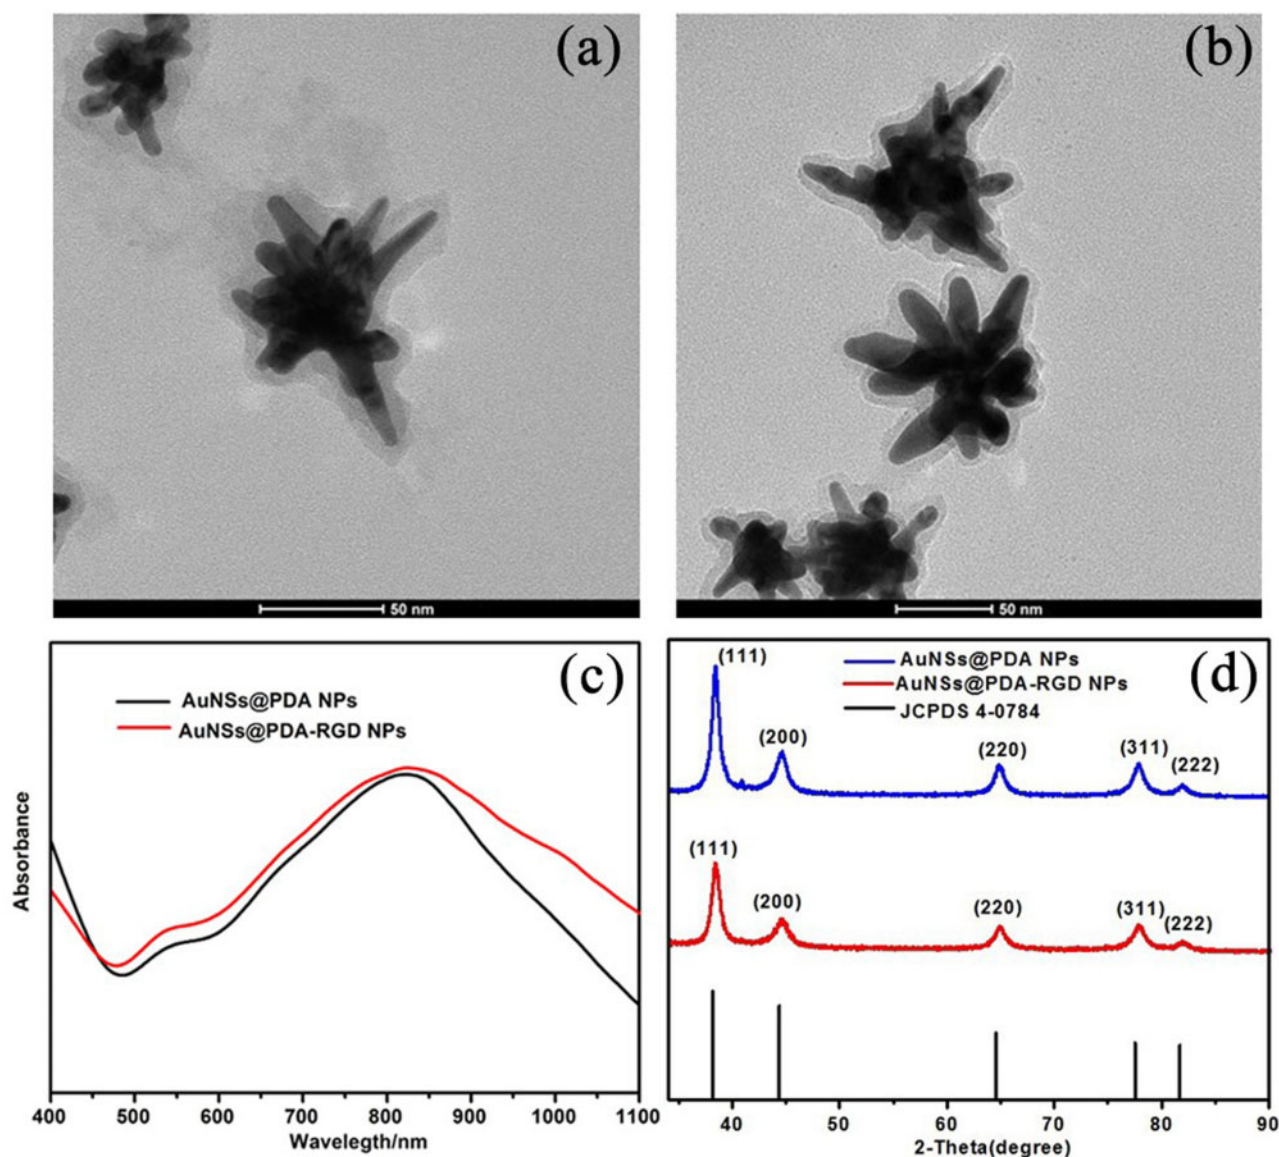 (a)
(b)
50 nm
50 nm
(c)
AuNSs@PDA NPs
AuNSs@PDA-RGD NPs
Absorbance
400 500 600 700 800 900 1000 1100
Wavelegth/nm
(d)
AuNSs@PDA NPs
AuNSs@PDA-RGD NPs
JCPDS 4-0784
(111)
(200)
(220)
(311)
(222)
(111)
(200)
(220)
(311)
(222)
40 50 60 70 80 90
2-Theta(degree)